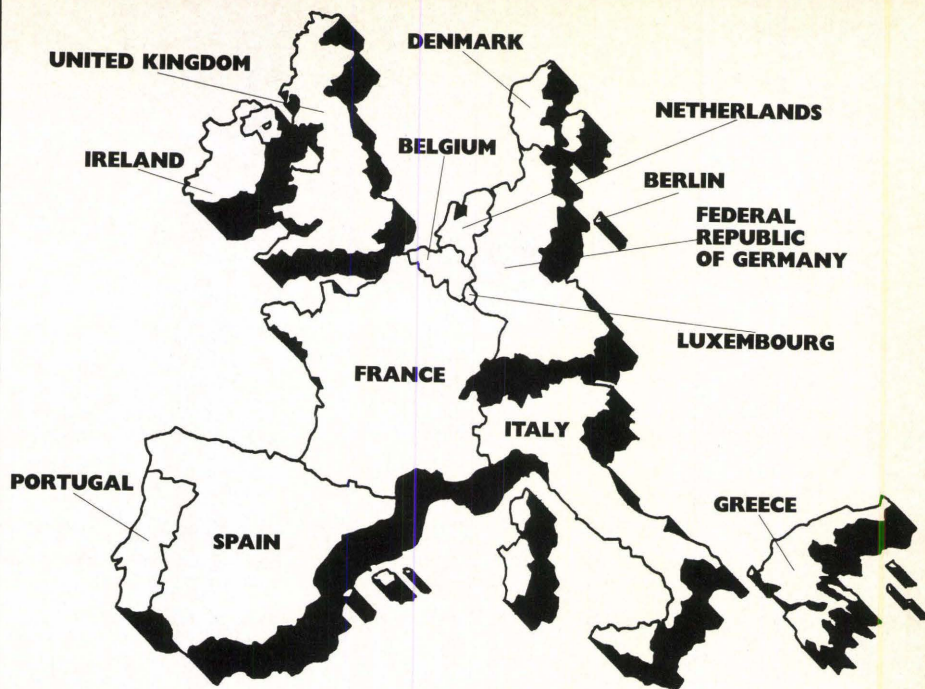 DENMARK
UNITED KINGDOM
NETHERLANDS
BELGIUM
IRELAND
BERLIN
FEDERAL
REPUBLIC
OF GERMANY
LUXEMBOURG
FRANCE
ITALY
PORTUGAL
GREECE
SPAIN